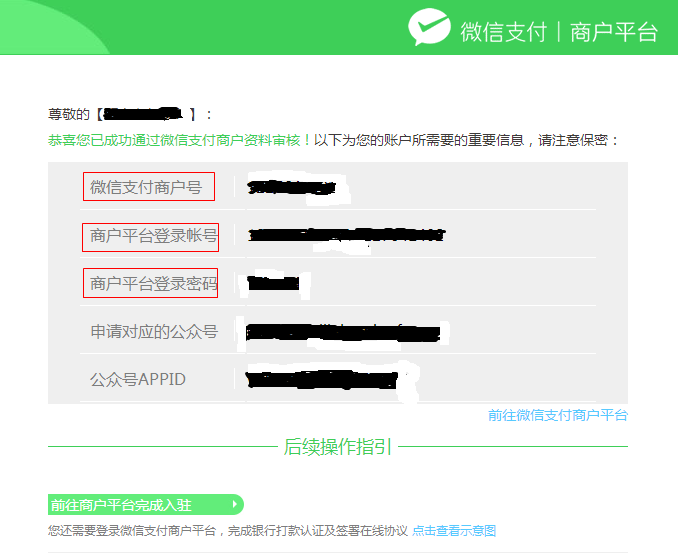 微信支付 | 商户平台
尊敬的【 】：
恭喜您已成功通过微信支付商户资料审核！以下为您的账户所需要的重要信息，请注意保密：
微信支付商户号
商户平台登录帐号
商户平台登录密码
申请对应的公众号
公众号APPID
前往微信支付商户平台
后续操作指引
前往商户平台完成入驻
您还需要登录微信支付商户平台，完成银行打款认证及签署在线协议 点击查看示意图